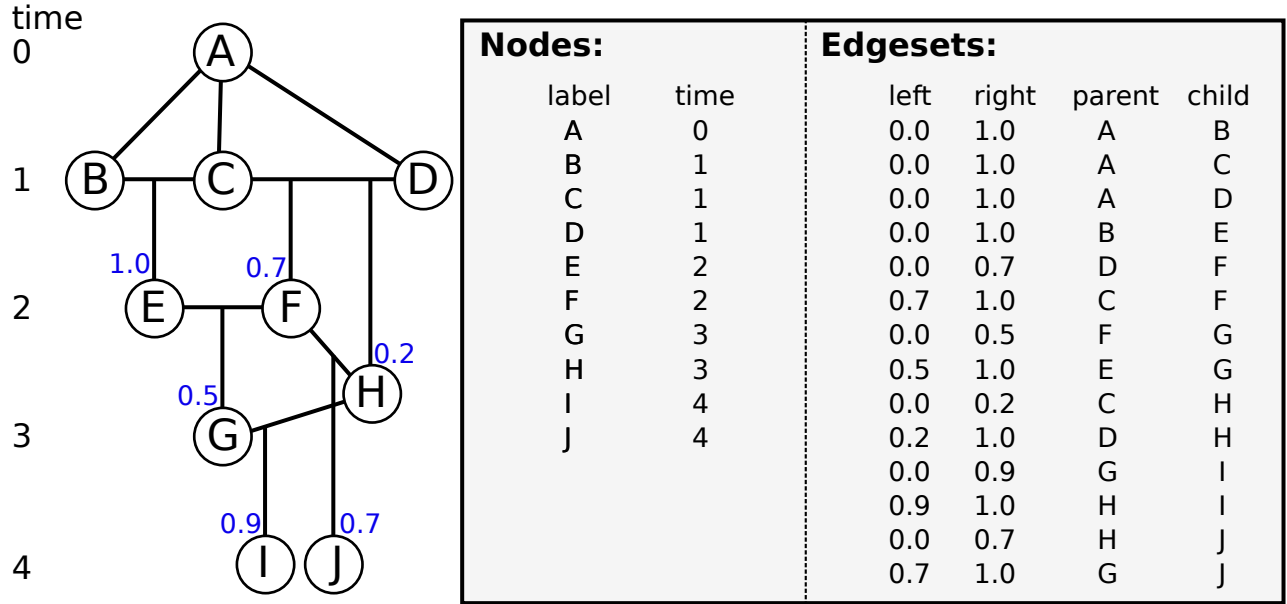 time
0
1
2
3
4
A
B C D
1.0 0.7
E F
0.2
0.5 H
G
0.9 0.7
I J
Nodes:
label time
A 0
B 1
C 1
D 1
E 2
F 2
G 3
H 3
I 4
J 4
Edgesets:
left right parent child
0.0 1.0 A B
0.0 1.0 A C
0.0 1.0 A D
0.0 1.0 B E
0.0 0.7 D F
0.7 1.0 C F
0.0 0.5 F G
0.5 1.0 E G
0.0 0.2 C H
0.2 1.0 D H
0.0 0.9 G I
0.9 1.0 H I
0.0 0.7 H J
0.7 1.0 G J